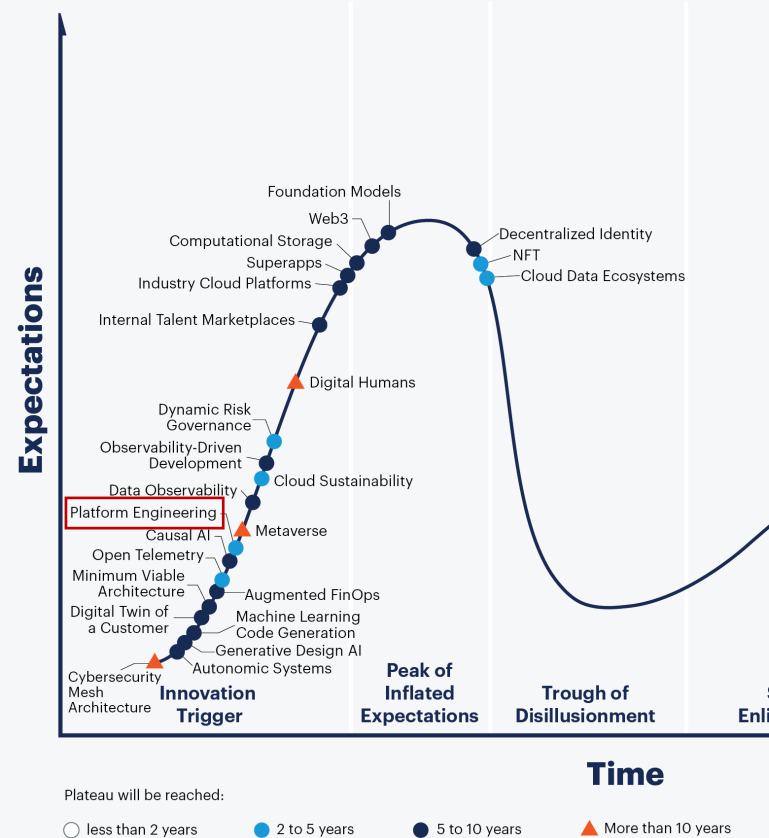 Expectations
Foundation Models
Web3
Computational Storage
Superapps
Industry Cloud Platforms
Internal Talent Marketplaces
Digital Humans
Dynamic Risk
Governance
Observability-Driven
Development
Cloud Sustainability
Data Observability
Platform Engineering
Metaverse
Causal AI
Open Telemetry
Minimum Viable
Architecture
Augmented FinOps
Digital Twin of
a Customer
Machine Learning
Code Generation
Generative Design AI
Autonomic Systems
Cybersecurity
Mesh
Architecture
Decentralized Identity
NFT
Cloud Data Ecosystems
Innovation
Trigger
Peak of
Inflated
Expectations
Trough of
Disillusionment
Time
Plateau will be reached:
less than 2 years
2 to 5 years
5 to 10 years
More than 10 years